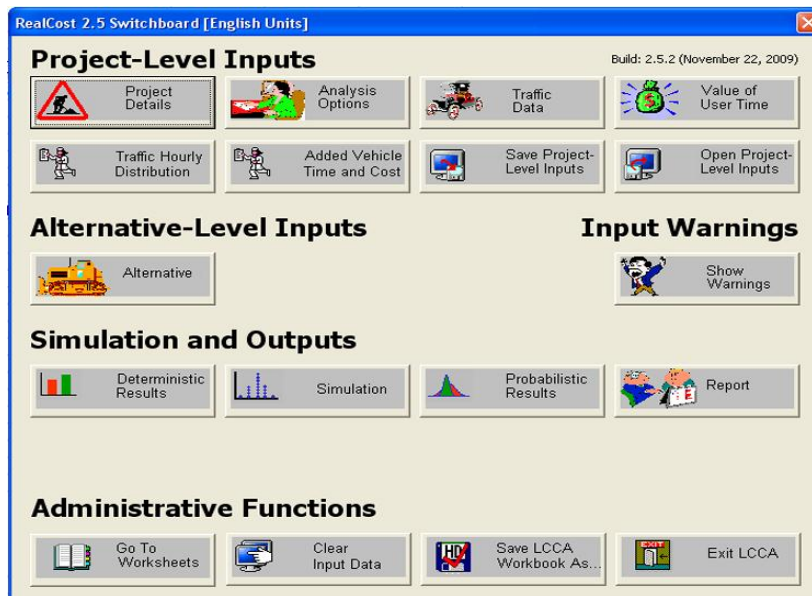 RealCost 2.5 Switchboard [English Units]
Project-Level Inputs
Build: 2.5.2 (November 22, 2009)
Project
Details
Analysis
Options
Traffic
Data
Value of
User Time
Traffic Hourly
Distribution
Added Vehicle
Time and Cost
Save Project-
Level Inputs
Open Project-
Level Inputs
Alternative-Level Inputs
Input Warnings
Alternative
Show
Warnings
Simulation and Outputs
Deterministic
Results
Simulation
Probabilistic
Results
E
Report
Administrative Functions
Go To
Worksheets
Clear
Input Data
HD
Save LCCA
Workbook As...
EXIT
Exit LCCA